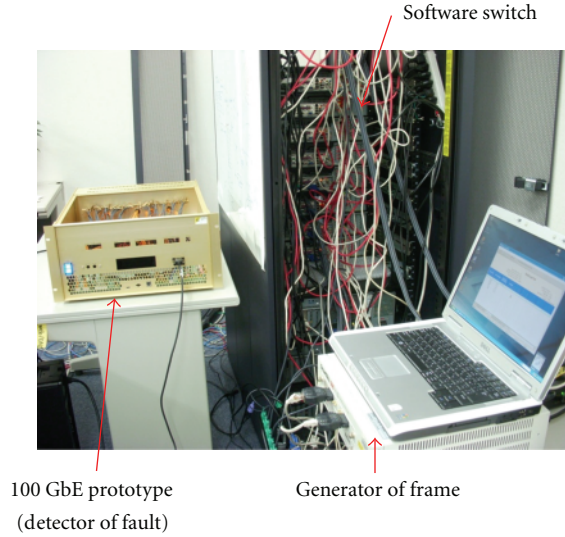 Software switch
100 GbE prototype
(detector of fault)
Generator of frame